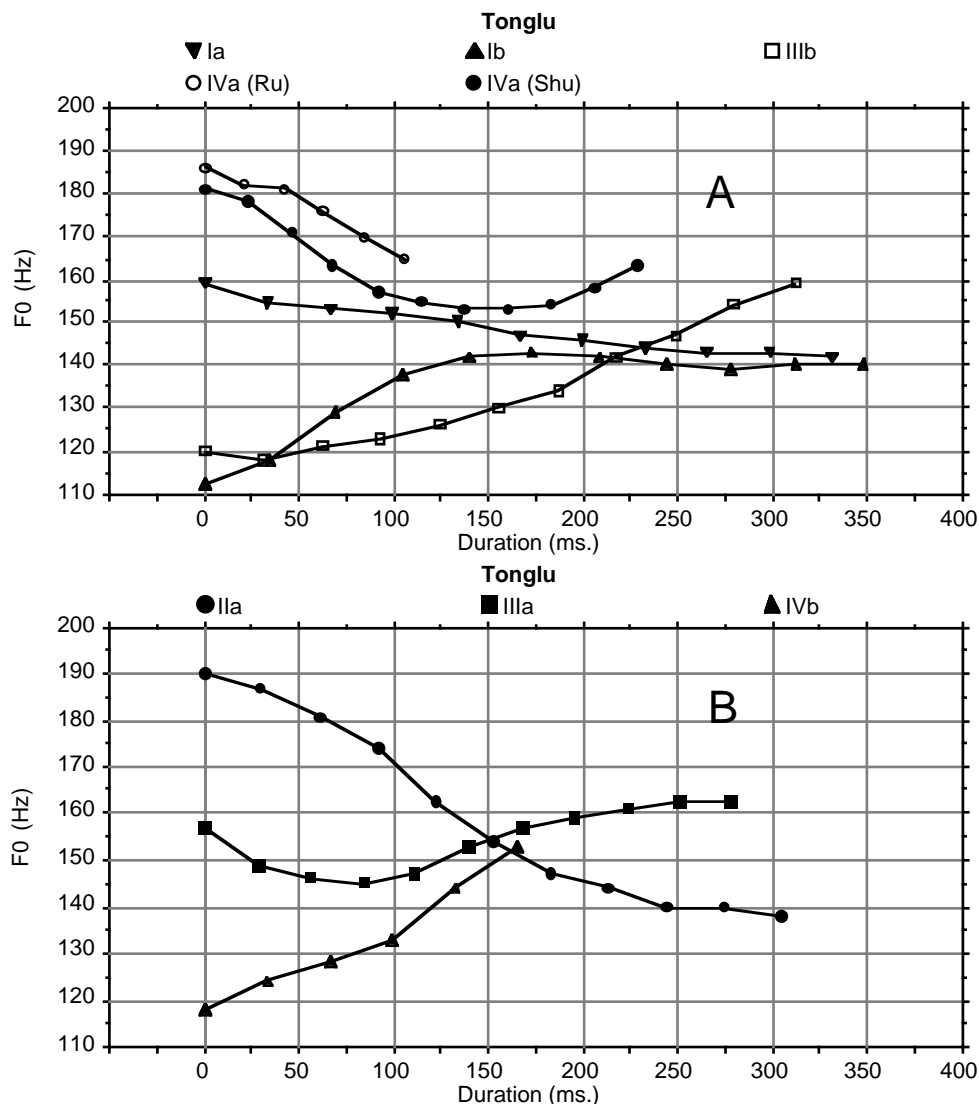 Tonglu
Ia Ib IIIb
IVa (Ru) IVa (Shu)
200
190
180
170
160
150
140
130
120
110
F0 (Hz)
A
0 50 100 150 200 250 300 350 400
Duration (ms.)
Tonglu
IIa IIIa IVb
200
190
180
170
160
150
140
130
120
110
F0 (Hz)
B
0 50 100 150 200 250 300 350 400
Duration (ms.)